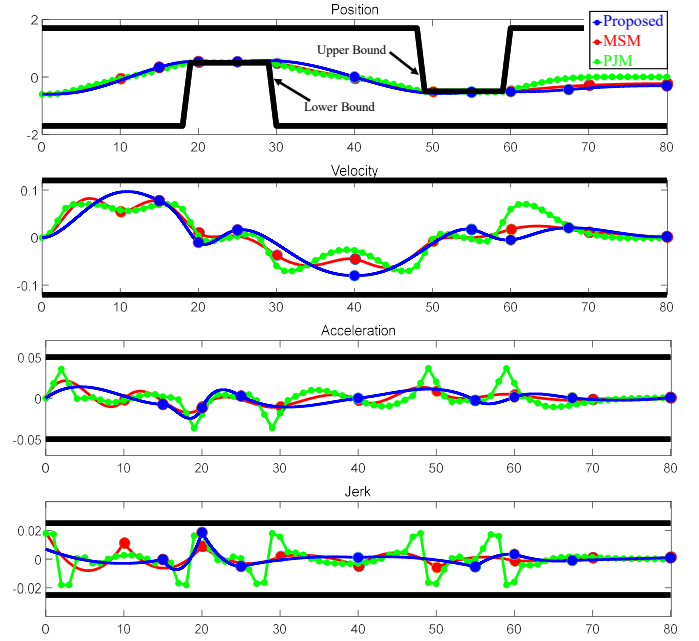 Position
Proposed
MSM
PJM
Upper Bound
Lower Bound
2
0
-2
0 10 20 30 40 50 60 70 80
Velocity
0.1
0
-0.1
0 10 20 30 40 50 60 70 80
Acceleration
0.05
0
-0.05
0 10 20 30 40 50 60 70 80
Jerk
0.02
0
-0.02
0 10 20 30 40 50 60 70 80